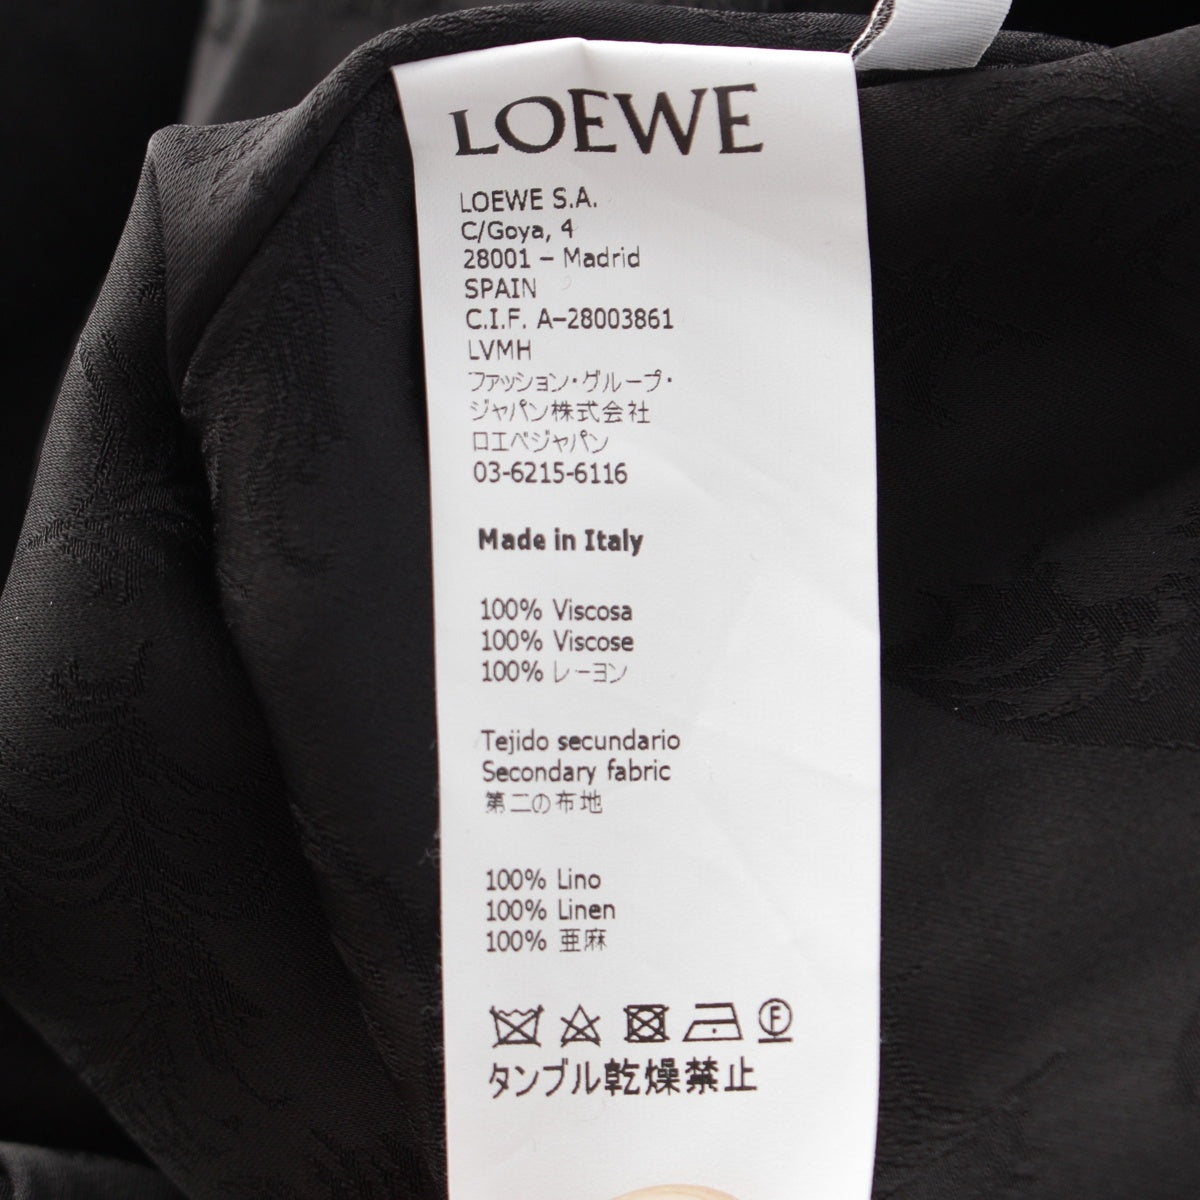 LOEWE
LOEWE S.A.
C/Goya, 4
28001 – Madrid
SPAIN
C.I.F. A–28003861
LVMH
ファッション・グループ・
ジャパン株式会社
ロエベジャパン
03-6215-6116
Made in Italy
100% Viscosa
100% Viscose
100% レーヨン
Tejido secundario
Secondary fabric
第二の布地
100% Lino
100% Linen
100% 亜麻
F
タンブル乾燥禁止